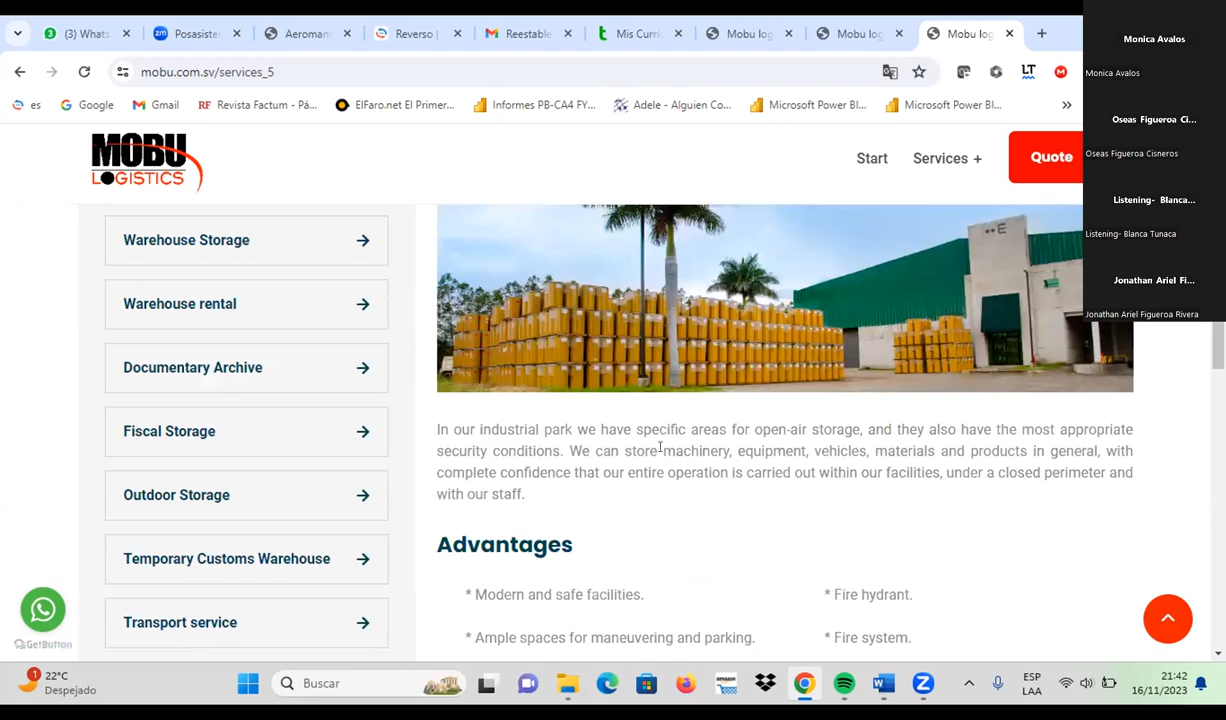 (3) Whats
Posasister
Aeromant
Reverso |
Reestable
Mis Currí
Mobu log
Mobu log
Mobu log
mobu.com.sv/services_5
es
Google
Gmail
Revista Factum - Pá...
ElFaro.net El Primer...
Informes PB-CA4 FY...
Adele - Alguien Co...
Microsoft Power BI...
Microsoft Power BI...
»
Monica Avalos
Monica Avalos
Oseas Figueroa Ci...
Oseas Figueroa Cisneros
Listening- Blanca...
Listening- Blanca Tunaca
Jonathan Ariel Fi...
Jonathan Ariel Figueroa Rivera
MOBU
LOGISTICS
Start
Services +
Quote
Warehouse Storage
Warehouse rental
Documentary Archive
Fiscal Storage
Outdoor Storage
Temporary Customs Warehouse
Transport service
E
In our industrial park we have specific areas for open-air storage, and they also have the most appropriate
security conditions. We can store machinery, equipment, vehicles, materials and products in general, with
complete confidence that our entire operation is carried out within our facilities, under a closed perimeter and
with our staff.
Advantages
* Modern and safe facilities.
* Fire hydrant.
* Ample spaces for maneuvering and parking.
* Fire system.
GetButton
1
22°C
Despejado
Buscar
amazon
ESP
LAA
21:42
16/11/2023